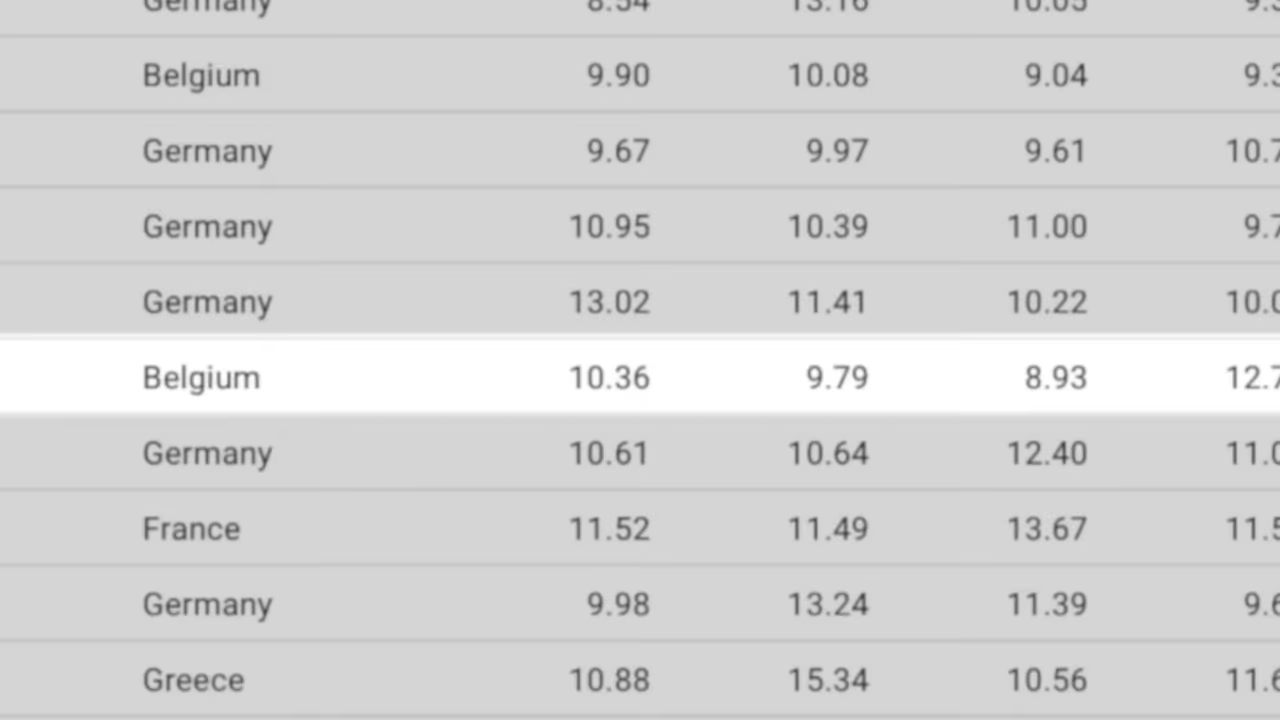 Germany 8.54 13.16 10.05
Belgium 9.90 10.08 9.04 9.3
Germany 9.67 9.97 9.61 10.7
Germany 10.95 10.39 11.00 9.7
Germany 13.02 11.41 10.22 10.0
Belgium 10.36 9.79 8.93 12.7
Germany 10.61 10.64 12.40 11.0
France 11.52 11.49 13.67 11.5
Germany 9.98 13.24 11.39 9.6
Greece 10.88 15.34 10.56 11.6